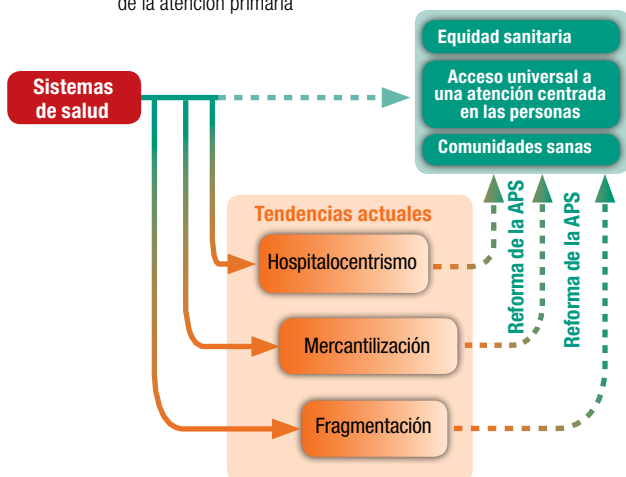 de la atención primaria
Equidad sanitaria
Sistemas
de salud
Acceso universal a
una atención centrada
en las personas
Comunidades sanas
Tendencias actuales
Hospitalocentrismo
Reforma de la APS
Reforma de la APS
Mercantilización
Fragmentación